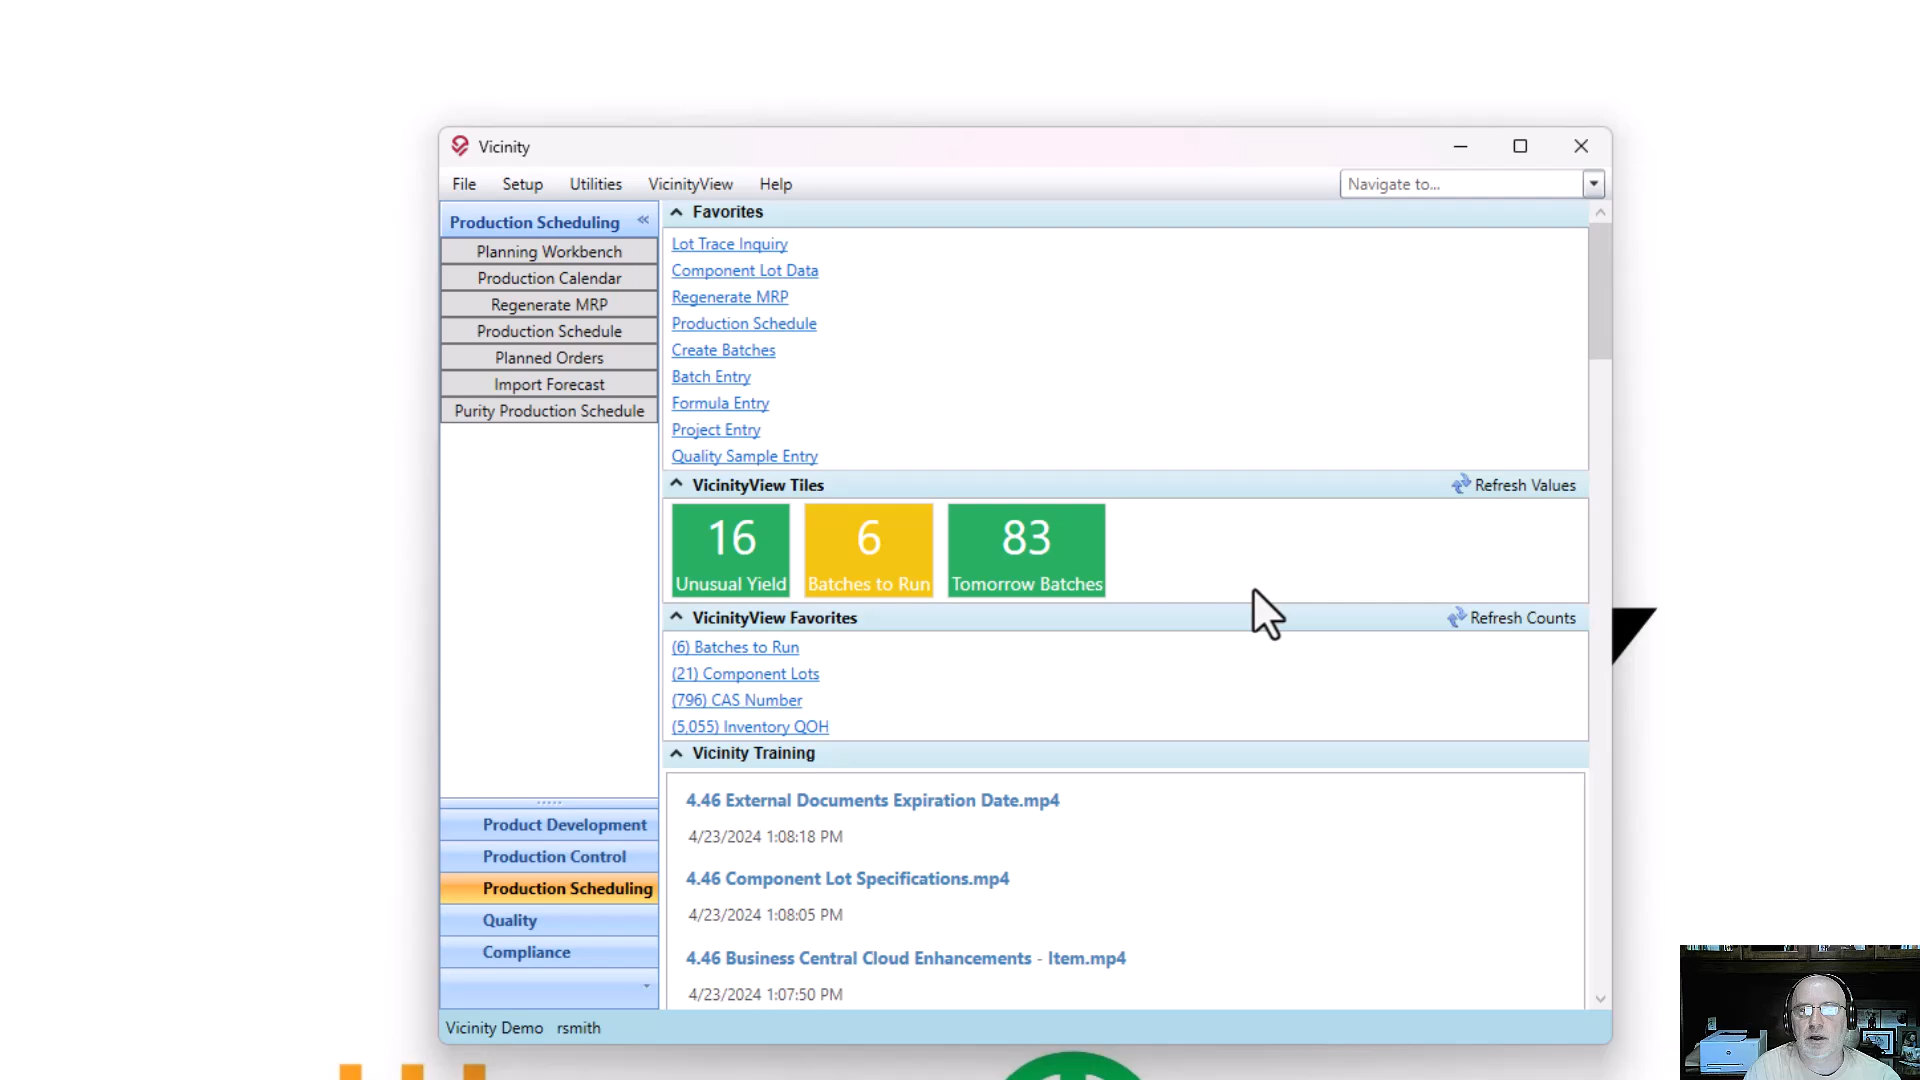 Vicinity
File Setup Utilities VicinityView Help
Navigate to...
Production Scheduling
Planning Workbench
Production Calendar
Regenerate MRP
Production Schedule
Planned Orders
Import Forecast
Purity Production Schedule
Product Development
Production Control
Production Scheduling
Quality
Compliance
Favorites
Lot Trace Inquiry
Component Lot Data
Regenerate MRP
Production Schedule
Create Batches
Batch Entry
Formula Entry
Project Entry
Quality Sample Entry
VicinityView Tiles
Refresh Values
16
Unusual Yield
6
Batches to Run
83
Tomorrow Batches
VicinityView Favorites
Refresh Counts
(6) Batches to Run
(21) Component Lots
(796) CAS Number
(5,055) Inventory QOH
Vicinity Training
4.46 External Documents Expiration Date.mp4
4/23/2024 1:08:18 PM
4.46 Component Lot Specifications.mp4
4/23/2024 1:08:05 PM
4.46 Business Central Cloud Enhancements - Item.mp4
4/23/2024 1:07:50 PM
Vicinity Demo rsmith